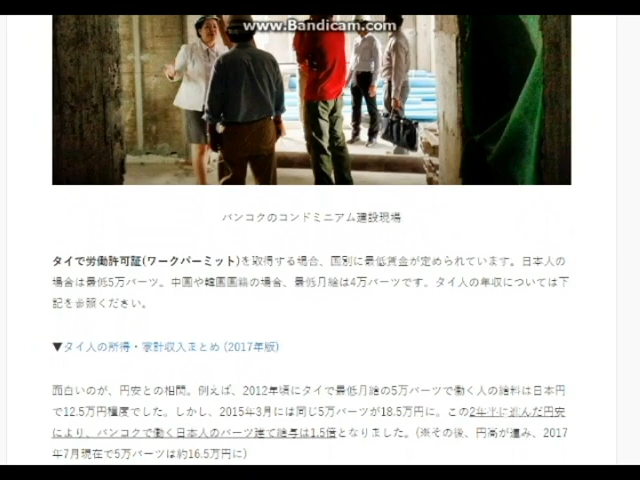 www.Bandicam.com
バンコクのコンドミニアム建設現場
タイで労働許可証(ワークパーミット)を取得する場合、国別に最低賃金が定められています。日本人の
場合は最低5万バーツ。中国や韓国国籍の場合、最低月給は4万バーツです。タイ人の年収については下
記を参照ください。
▼タイ人の所得・家計収入まとめ (2017年版)
面白いのが、円安との相関。例えば、2012年頃にタイで最低月給の5万バーツで働く人の給料は日本円
で12.5万円程度でした。しかし、2015年3月には同じ5万バーツが18.5万円に。この2年半に進んだ円安
により、バンコクで働く日本人のバーツ建て給与は1.5倍となりました。(※その後、円高が進み、2017
年7月現在で5万バーツは約16.5万円に)